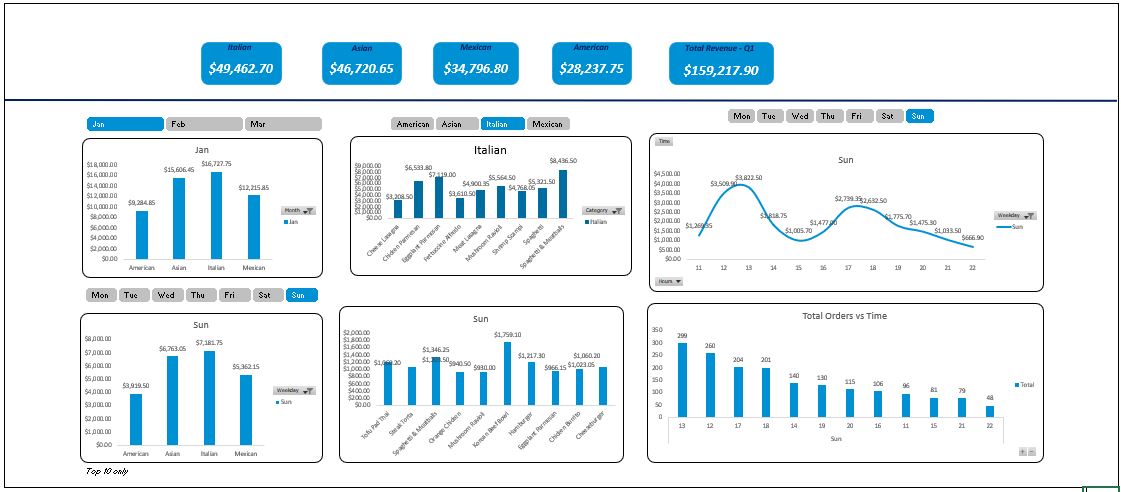 Italian
$49,462.70
Asian
$46,720.65
Mexican
$34,796.80
American
$28,237.75
Total Revenue - Q1
$159,217.90
Jan Feb Mar
Jan
$18,000.00
$16,000.00
$14,000.00
$12,000.00
$10,000.00
$8,000.00
$6,000.00
$4,000.00
$2,000.00
$0.00
$9,284.85
$15,606.45
$16,727.75
$12,215.85
American Asian Italian Mexican
Month
Jan
American Asian Italian Mexican
Italian
$9,000.00
$8,000.00
$7,000.00
$6,000.00
$5,000.00
$4,000.00
$3,000.00
$2,000.00
$1,000.00
$0.00
$3,208.50
$6,533.80
$7,119.00
$3,610.50
$4,900.35
$5,564.50
$4,768.05
$5,321.50
$8,436.50
Cheese Lasagna
Chicken Parmesan
Eggplant Parmesan
Fettuccine Alfredo
Meat Lasagna
Mushroom Ravioli
Shrimp Scampi
Spaghetti
Spaghetti & Meatballs
Category
Italian
Mon Tue Wed Thu Fri Sat Sun
Time
Sun
$4,500.00
$4,000.00
$3,500.00
$3,000.00
$2,500.00
$2,000.00
$1,500.00
$1,000.00
$500.00
$0.00
$3,509.90
$3,822.50
$1,818.75
$1,005.70
$1,477.00
$2,632.50
$1,775.70
$1,475.30
$1,033.50
$666.90
11 12 13 14 15 16 17 18 19 20 21 22
Weekday
Sun
Hours
Mon Tue Wed Thu Fri Sat Sun
Sun
$8,000.00
$7,000.00
$6,000.00
$5,000.00
$4,000.00
$3,000.00
$2,000.00
$1,000.00
$0.00
$3,919.50
$6,763.05
$7,181.75
$5,362.15
American Asian Italian Mexican
Weekday
Sun
Top 10 only
Sun
$2,000.00
$1,800.00
$1,600.00
$1,400.00
$1,200.00
$1,000.00
$800.00
$600.00
$400.00
$200.00
$0.00
$1,346.25
$940.50
$930.00
$1,759.10
$1,217.30
$966.15
$1,023.05
$1,060.20
Tofu Pad Thai
Steak Torta
Spaghetti & Meatballs
Orange Chicken
Mushroom Ravioli
Korean Beef Bowl
Hamburger
Eggplant Parmesan
Chicken Burrito
Cheeseburger
Total Orders vs Time
350
300
250
200
150
100
50
0
299 260 204 201 140 130 115 106 96 81 79 48
13 12 17 18 14 19 20 16 11 15 21 22
Sun
Total